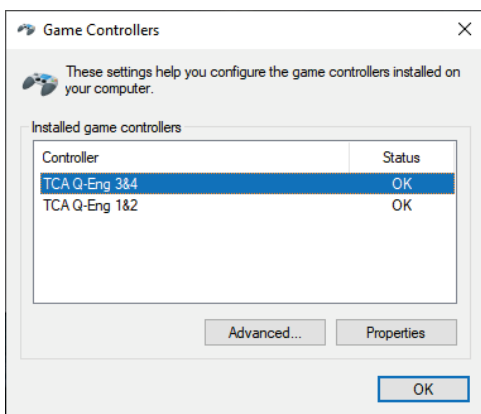 Game Controllers
These settings help you configure the game controllers installed on
your computer.
Installed game controllers
Controller Status
TCA Q-Eng 3&4 OK
TCA Q-Eng 1&2 OK
Advanced... Properties
OK